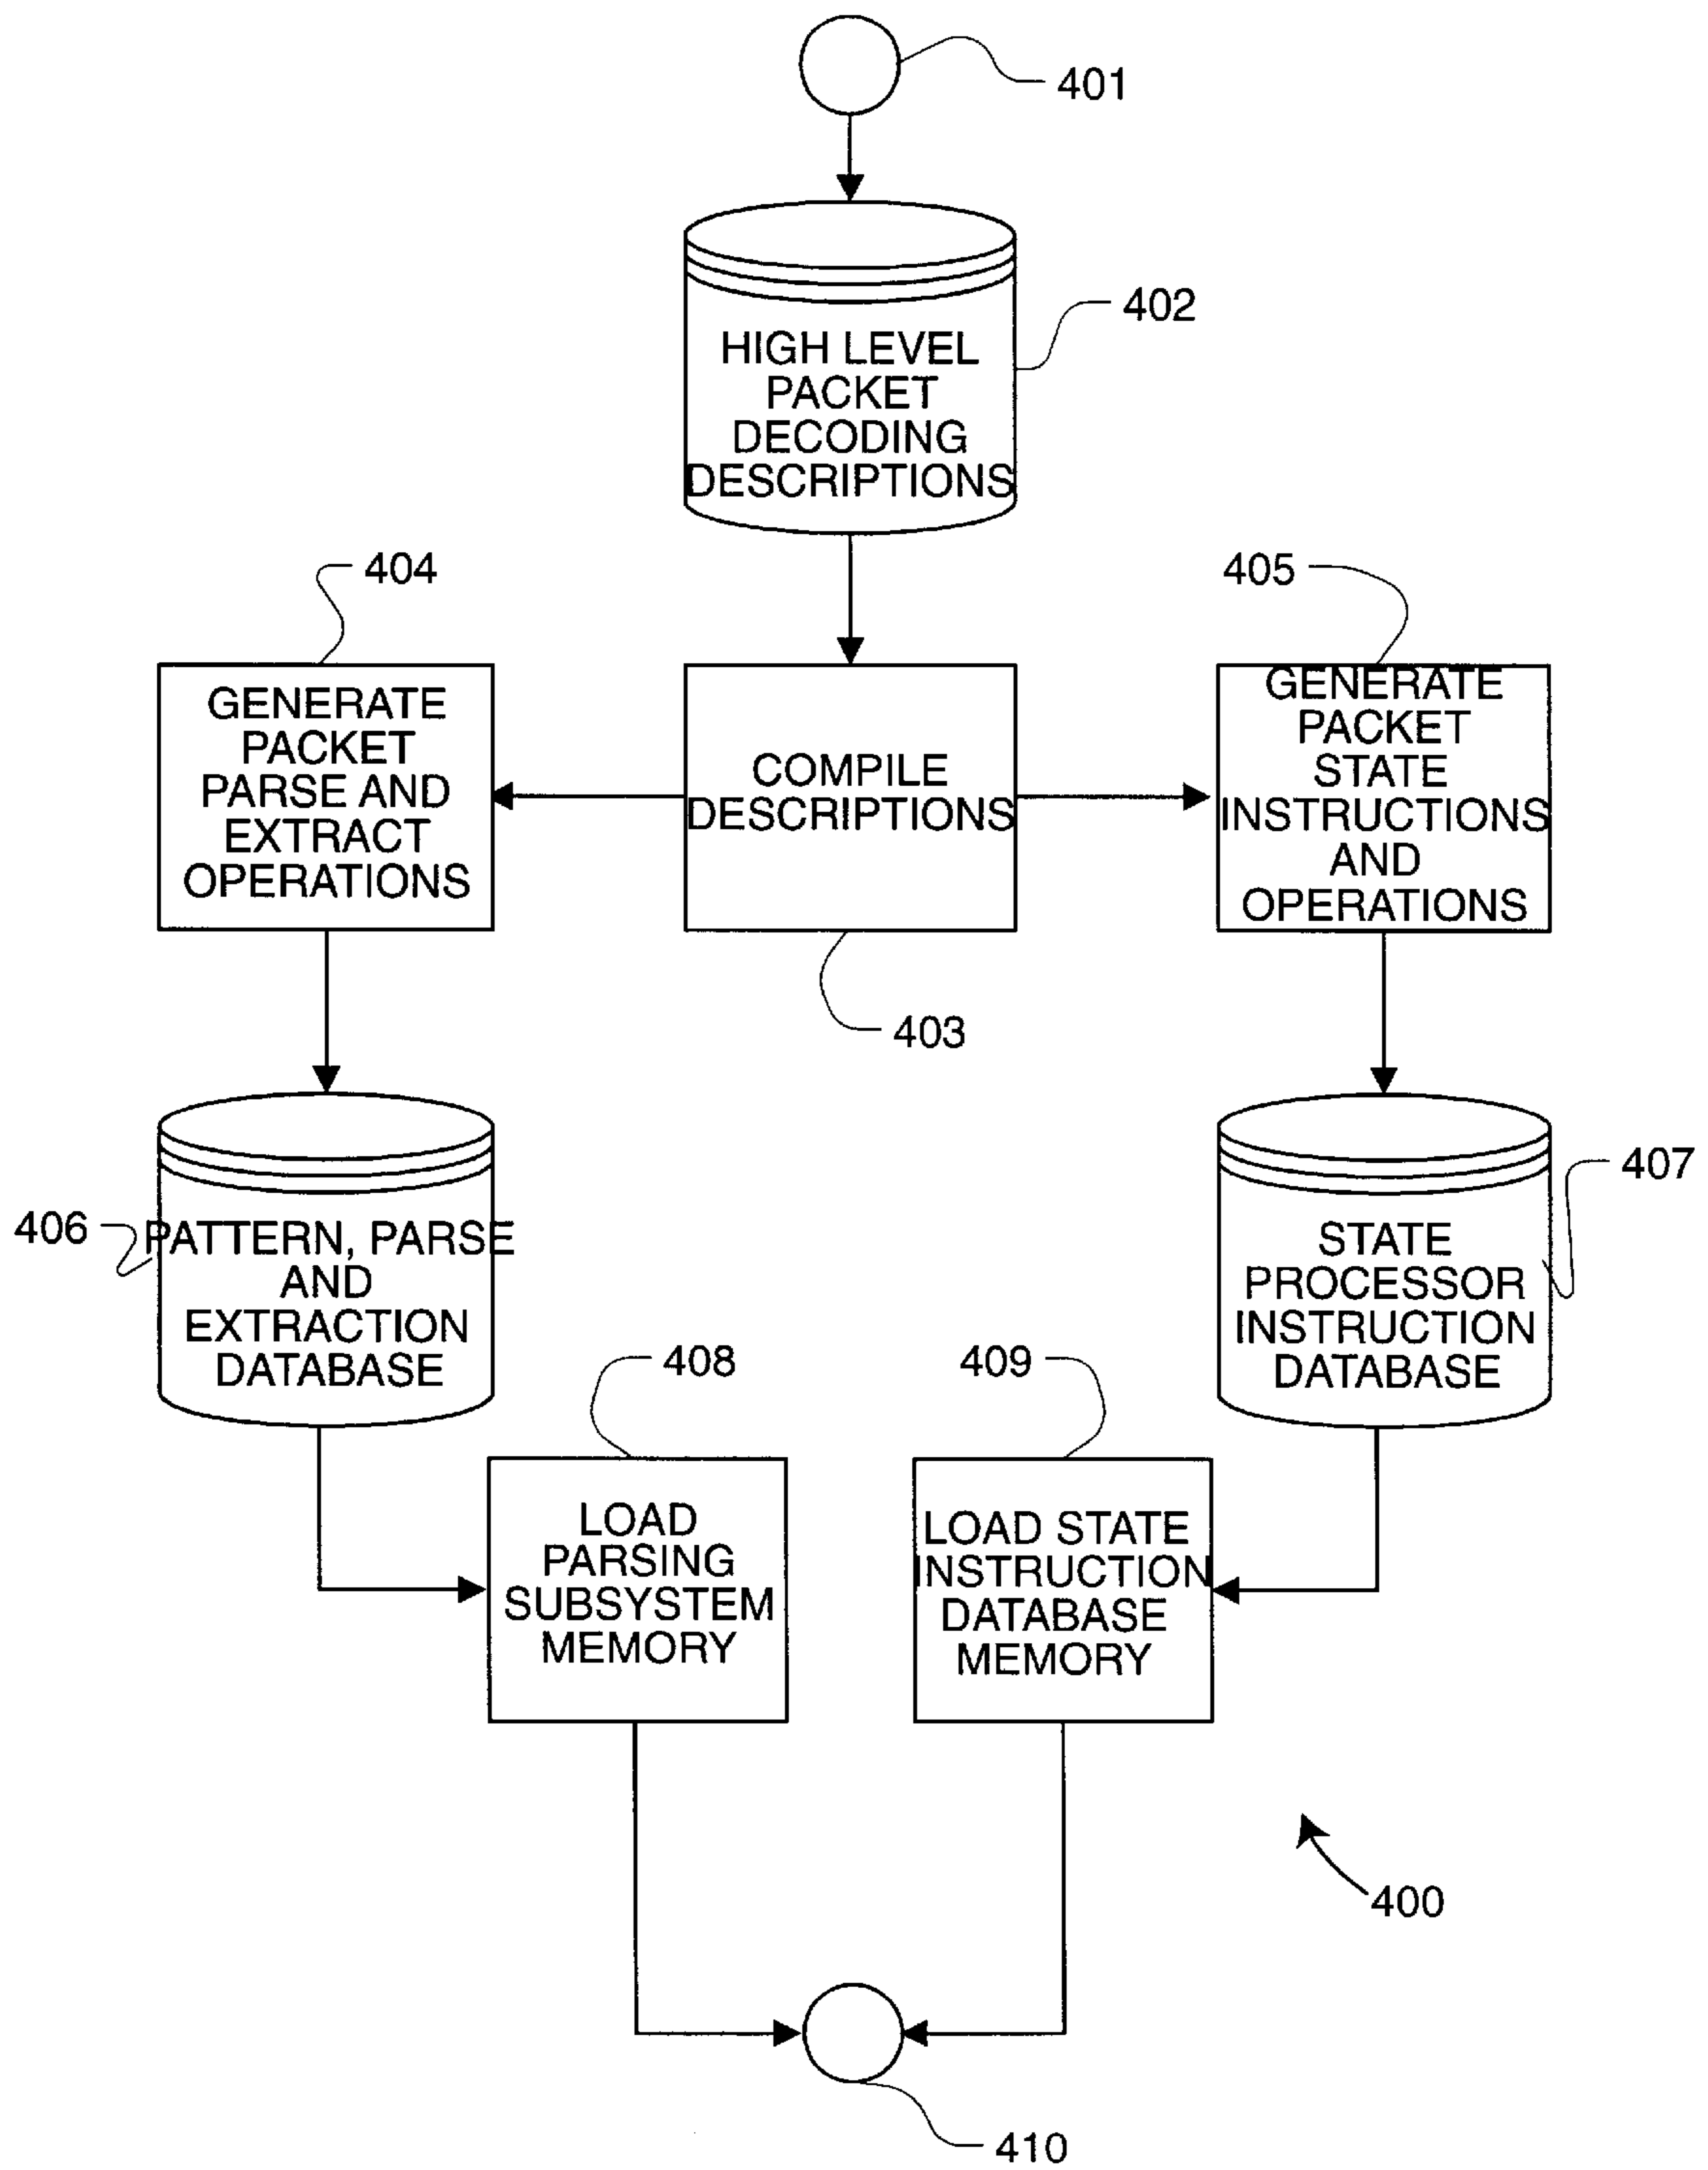 401
402
HIGH LEVEL
PACKET
DECODING
DESCRIPTIONS
404
405
GENERATE
PACKET
PARSE AND
EXTRACT
OPERATIONS
COMPILE
DESCRIPTIONS
GENERATE
PACKET
STATE
INSTRUCTIONS
AND
OPERATIONS
403
406
PATTERN, PARSE
AND
EXTRACTION
DATABASE
407
STATE
PROCESSOR
INSTRUCTION
DATABASE
408
409
LOAD
PARSING
SUBSYSTEM
MEMORY
LOAD STATE
INSTRUCTION
DATABASE
MEMORY
400
410